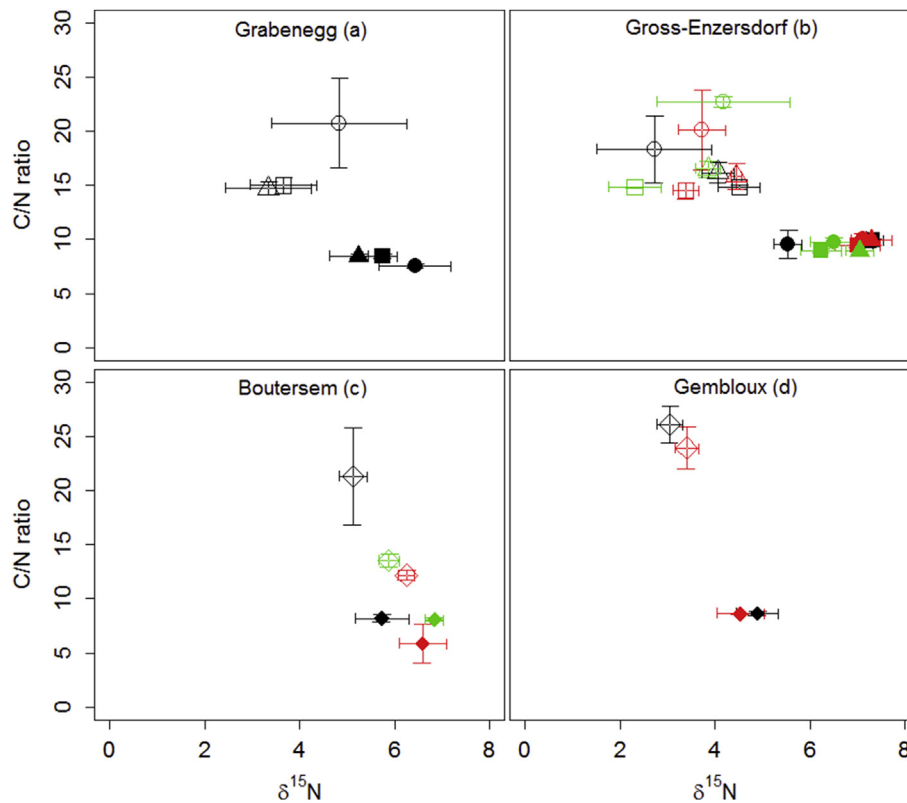 Grabenegg (a)
Gross-Enzersdorf (b)
C/N ratio
30
25
20
15
10
5
0
Boutersem (c)
Gembloux (d)
C/N ratio
30
25
20
15
10
5
0
0 2 4 6 8
0 2 4 6 8
δ¹⁵N
δ¹⁵N